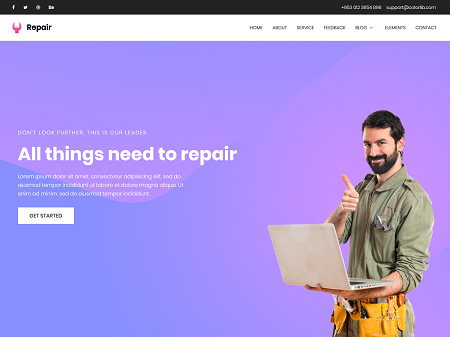 +953 012 3654 896 support@colorlib.com
Repair
HOME ABOUT SERVICE FEEDBACK BLOG ELEMENTS CONTACT
DON'T LOOK FURTHER, THIS IS OUR LEADER
All things need to repair
Lorem ipsum dolor sit amet, consectetur adipisicing elit, sed do
eiusmod tempor incididunt ut labore et dolore magna aliqua. Ut
enim ad minim, sed do eiusmod tempor incididunt.
GET STARTED